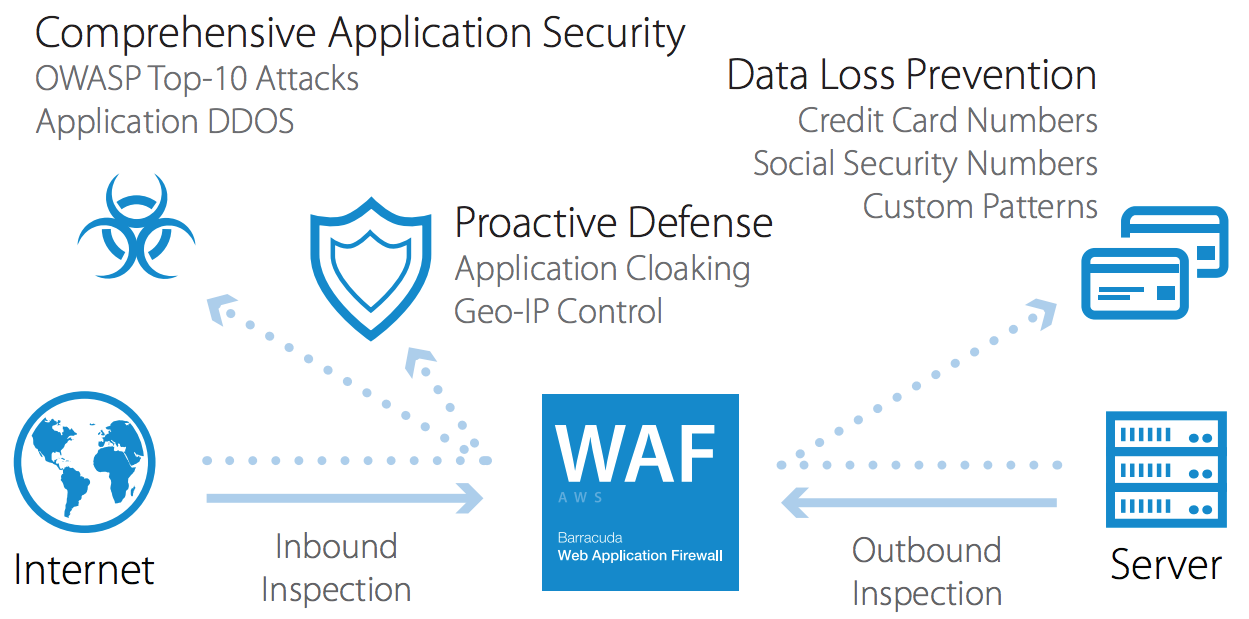 Comprehensive Application Security
OWASP Top-10 Attacks
Application DDOS
Data Loss Prevention
Credit Card Numbers
Social Security Numbers
Custom Patterns
Proactive Defense
Application Cloaking
Geo-IP Control
WAF
AWS
Barracuda
Web Application Firewall
Internet
Inbound
Inspection
Outbound
Inspection
Server